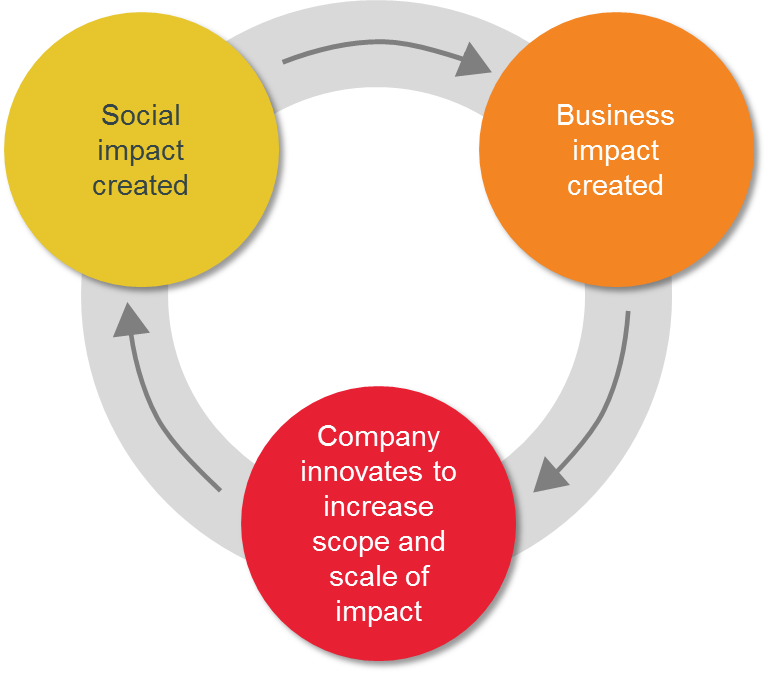 Social
impact
created
Business
impact
created
Company
innovates to
increase
scope and
scale of
impact